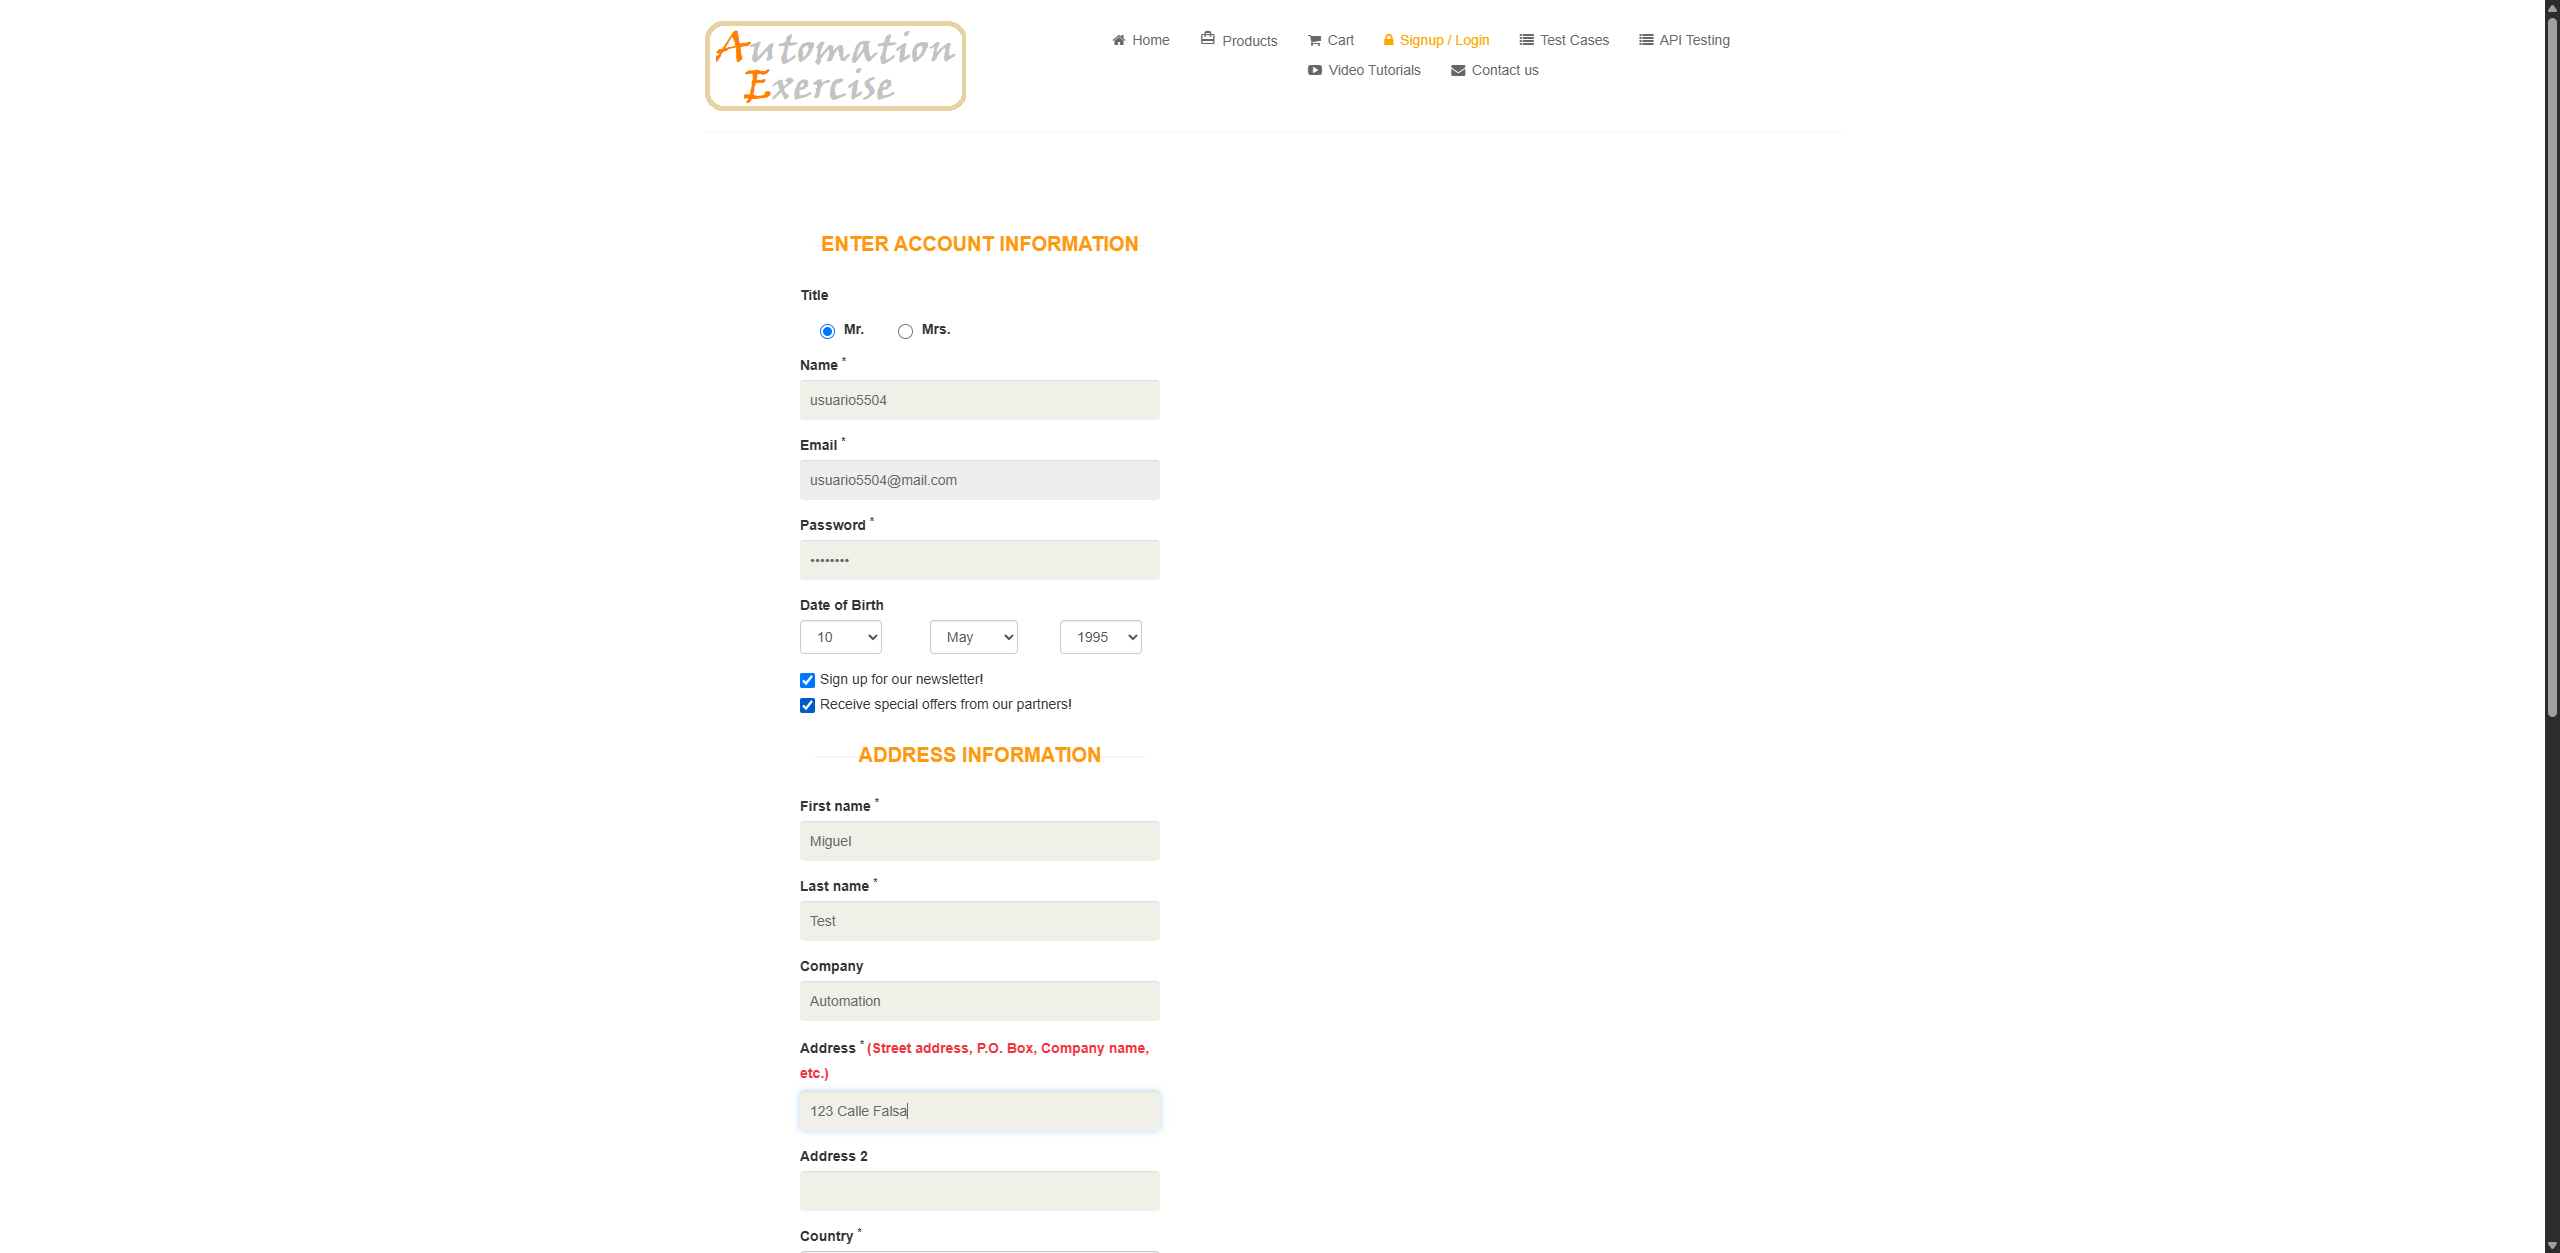 Automation
Exercise
Home
Products
Cart
Signup / Login
Test Cases
API Testing
Video Tutorials
Contact us
ENTER ACCOUNT INFORMATION
Title
Mr.
Mrs.
Name *
usuario5504
Email *
usuario5504@mail.com
Password *
••••••••
Date of Birth
10
May
1995
Sign up for our newsletter!
Receive special offers from our partners!
ADDRESS INFORMATION
First name *
Miguel
Last name *
Test
Company
Automation
Address * (Street address, P.O. Box, Company name,
etc.)
123 Calle Falsa
Address 2
Country *